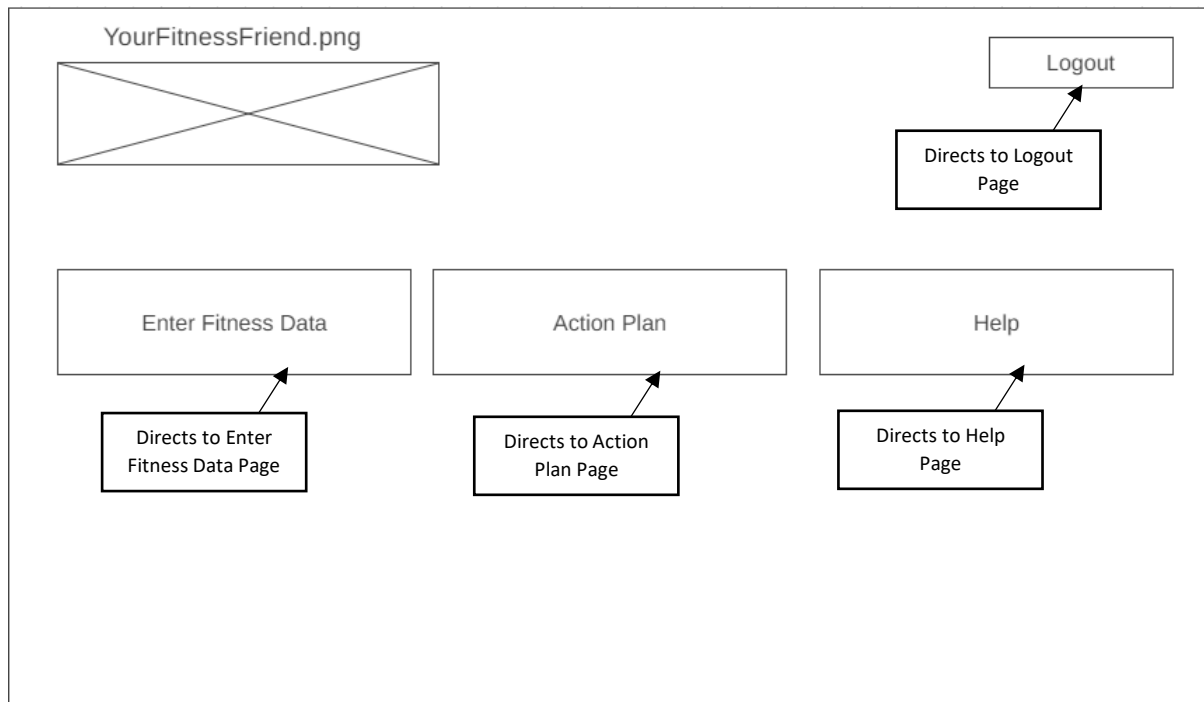 YourFitnessFriend.png
Logout
Directs to Logout
Page
Enter Fitness Data
Action Plan
Help
Directs to Enter
Fitness Data Page
Directs to Action
Plan Page
Directs to Help
Page